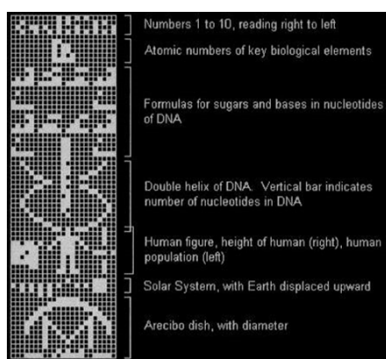 Numbers 1 to 10, reading right to left
Atomic numbers of key biological elements
Formulas for sugars and bases in nucleotides
of DNA
Double helix of DNA. Vertical bar indicates
number of nucleotides in DNA
Human figure, height of human (right), human
population (left)
Solar System, with Earth displaced upward
Arecibo dish, with diameter